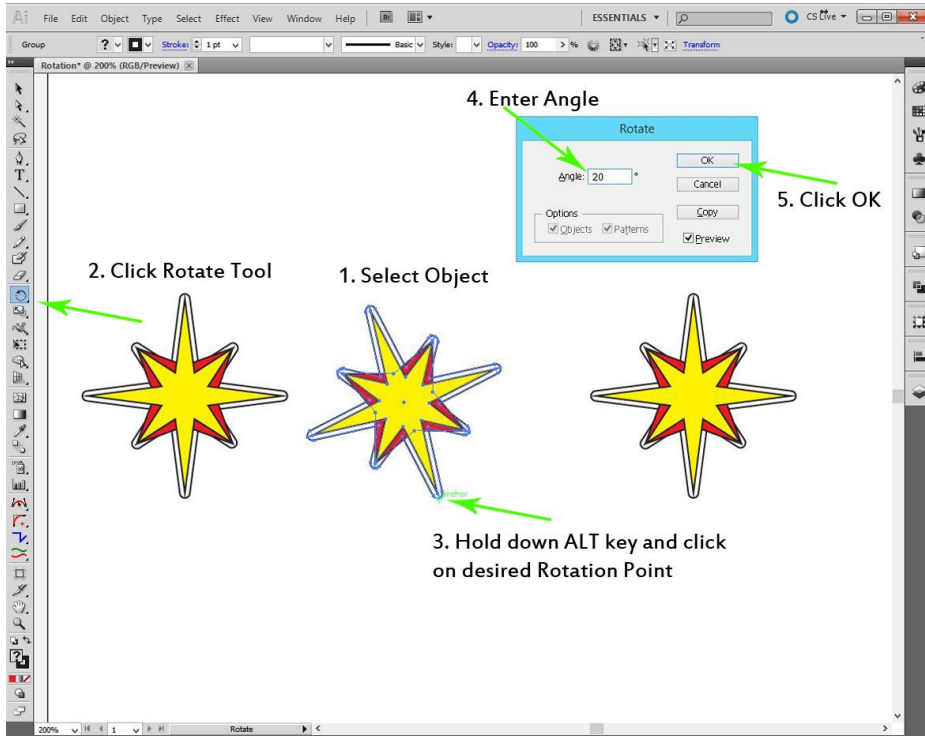 Ai File Edit Object Type Select Effect View Window Help Br ESSENTIALS CS Live
Group ? Stroke: 1 pt Basic Style: Opacity: 100 > % Transform
Rotation* @ 200% (RGB/Preview)
4. Enter Angle
Rotate
Angle: 20 °
OK
Cancel
5. Click OK
Options
Copy
Objects Patterns
Preview
2. Click Rotate Tool
1. Select Object
anchor
3. Hold down ALT key and click
on desired Rotation Point
200% 1 Rotate